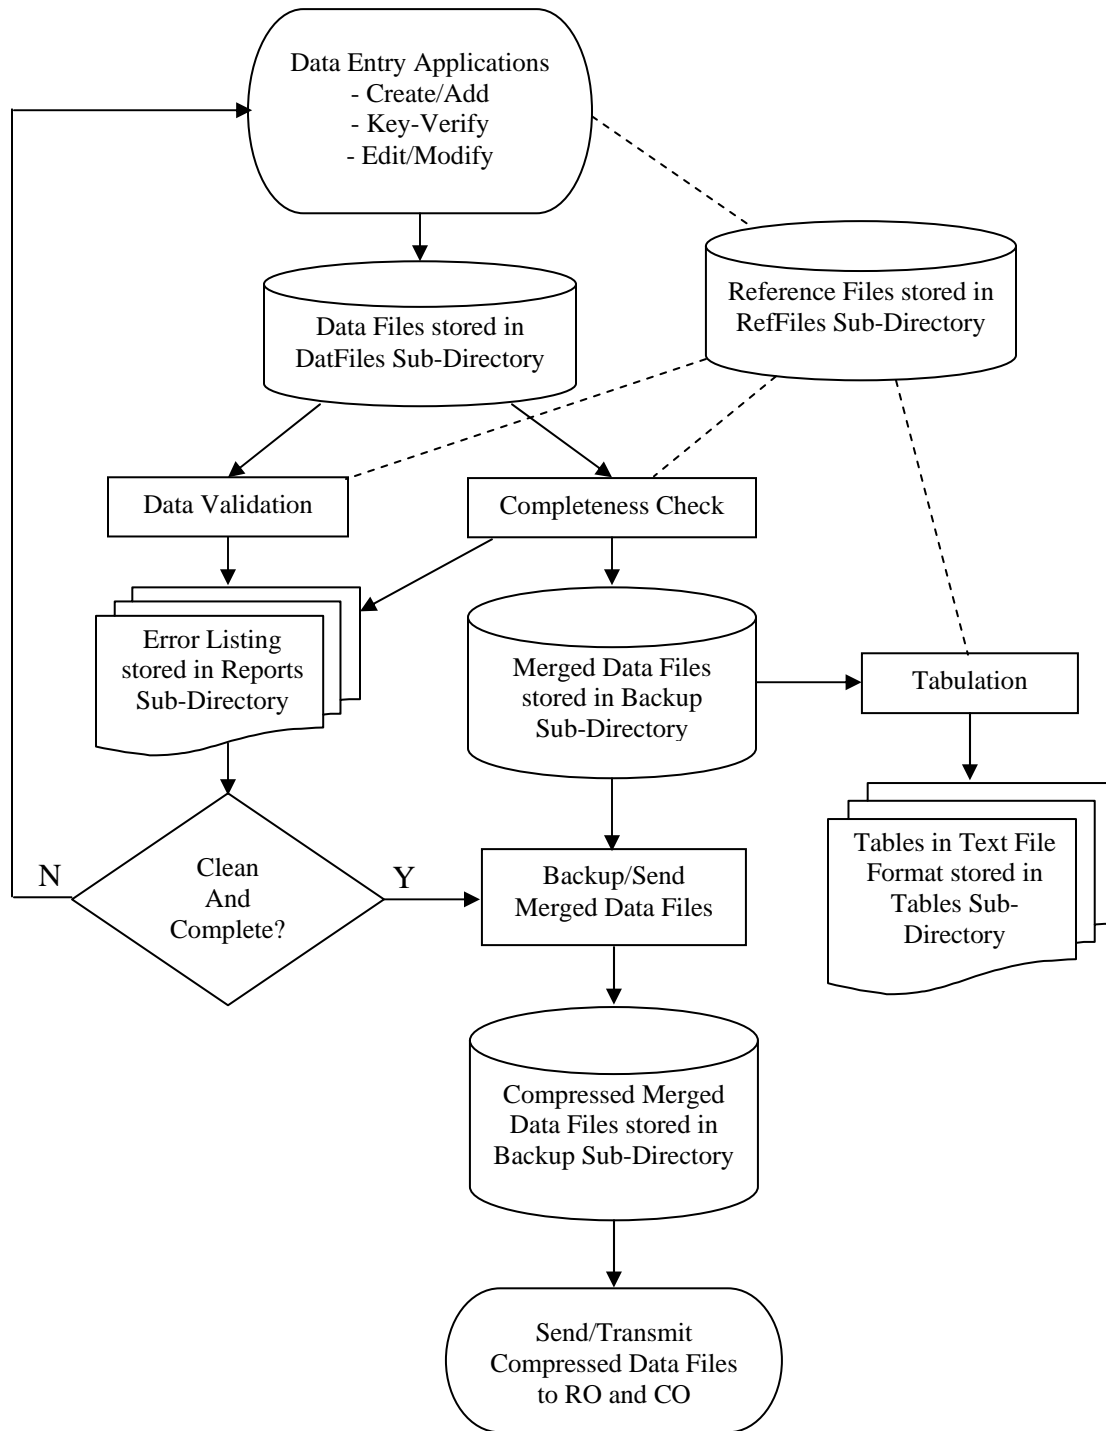 Data Entry Applications
- Create/Add
- Key-Verify
- Edit/Modify
Reference Files stored in
RefFiles Sub-Directory
Data Files stored in
DatFiles Sub-Directory
Data Validation
Completeness Check
Error Listing
stored in Reports
Sub-Directory
Merged Data Files
stored in Backup
Sub-Directory
Tabulation
N
Clean
And
Complete?
Y
Backup/Send
Merged Data Files
Tables in Text File
Format stored in
Tables Sub-
Directory
Compressed Merged
Data Files stored in
Backup Sub-Directory
Send/Transmit
Compressed Data Files
to RO and CO